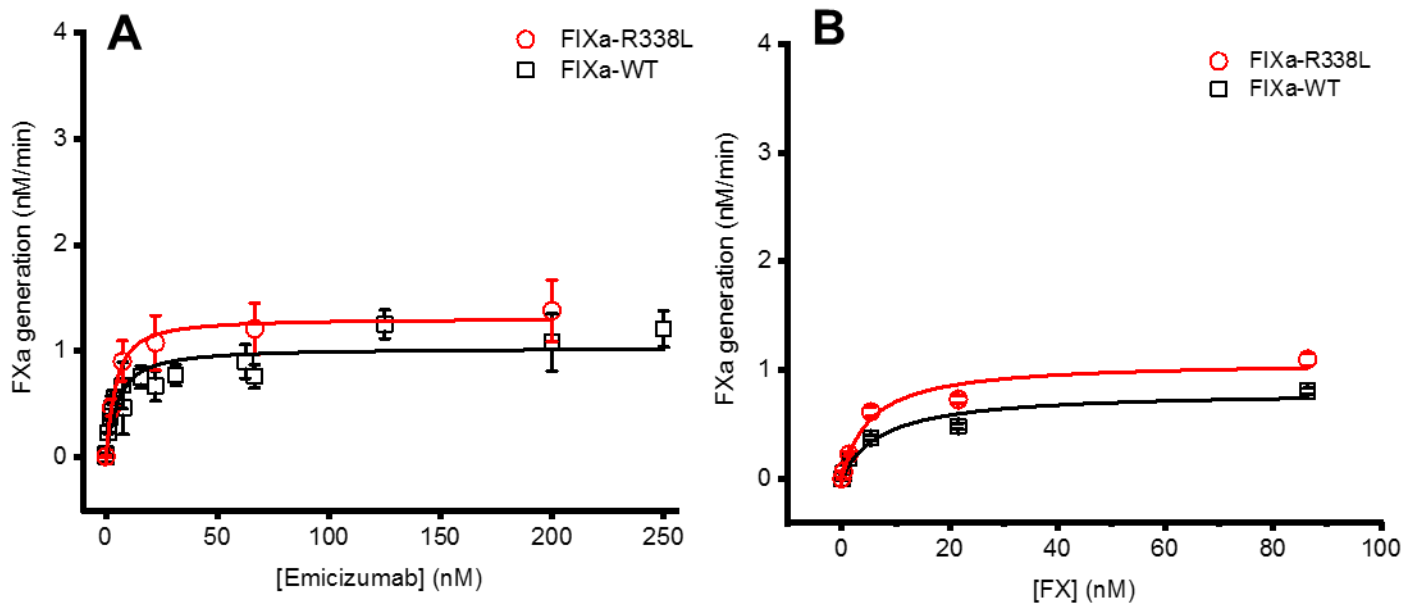 A
FIXa-R338L
FIXa-WT
FXa generation (nM/min)
4
3
2
1
0
0 50 100 150 200 250
[Emicizumab] (nM)
B
FIXa-R338L
FIXa-WT
FXa generation (nM/min)
4
3
2
1
0
0 20 40 60 80 100
[FX] (nM)